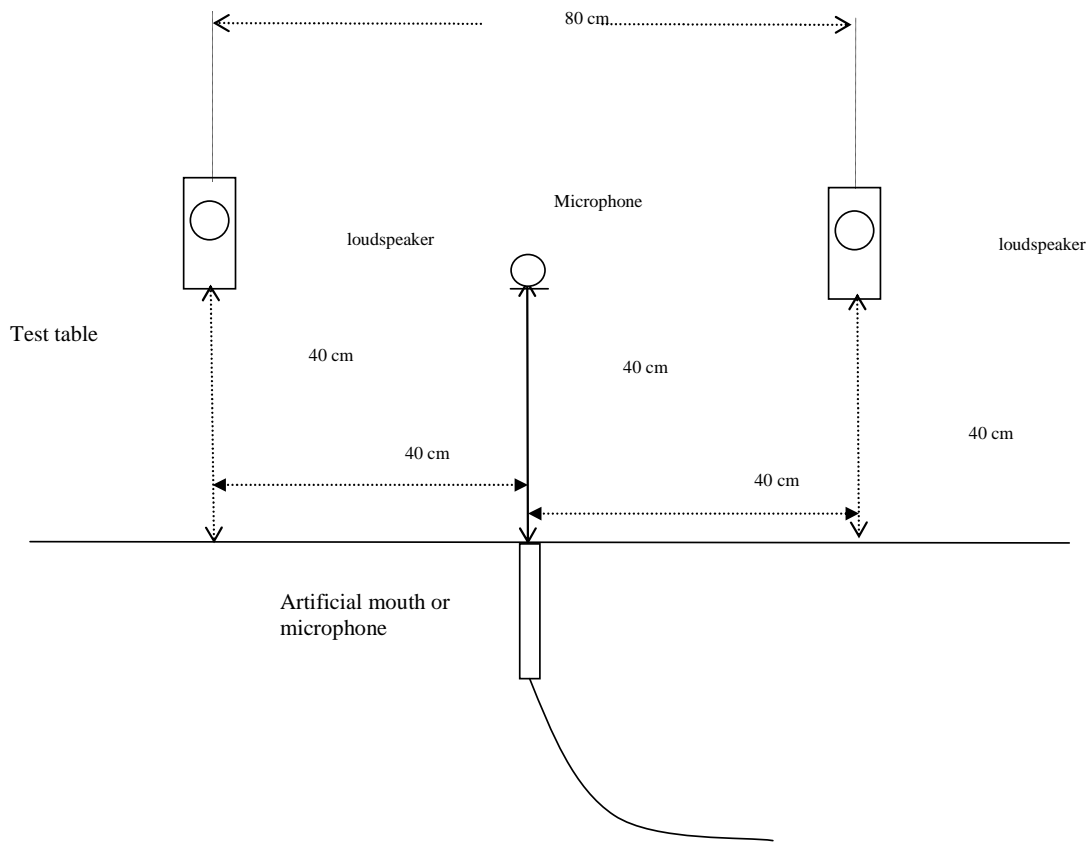 80 cm
Microphone
loudspeaker
loudspeaker
Test table
40 cm
40 cm
40 cm
40 cm
40 cm
Artificial mouth or
microphone